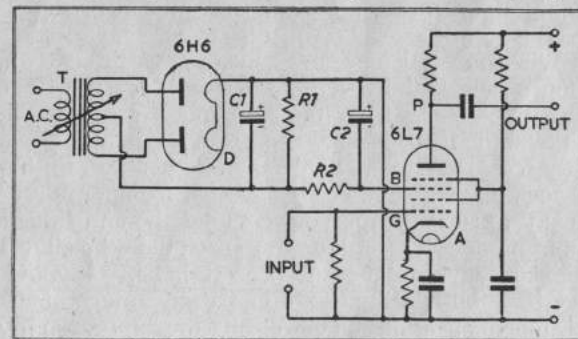 6H6
T
A.C.
C1
+
-
R1
C2
+
-
D
R2
P
+
OUTPUT
6L7
B
G
A
INPUT
-